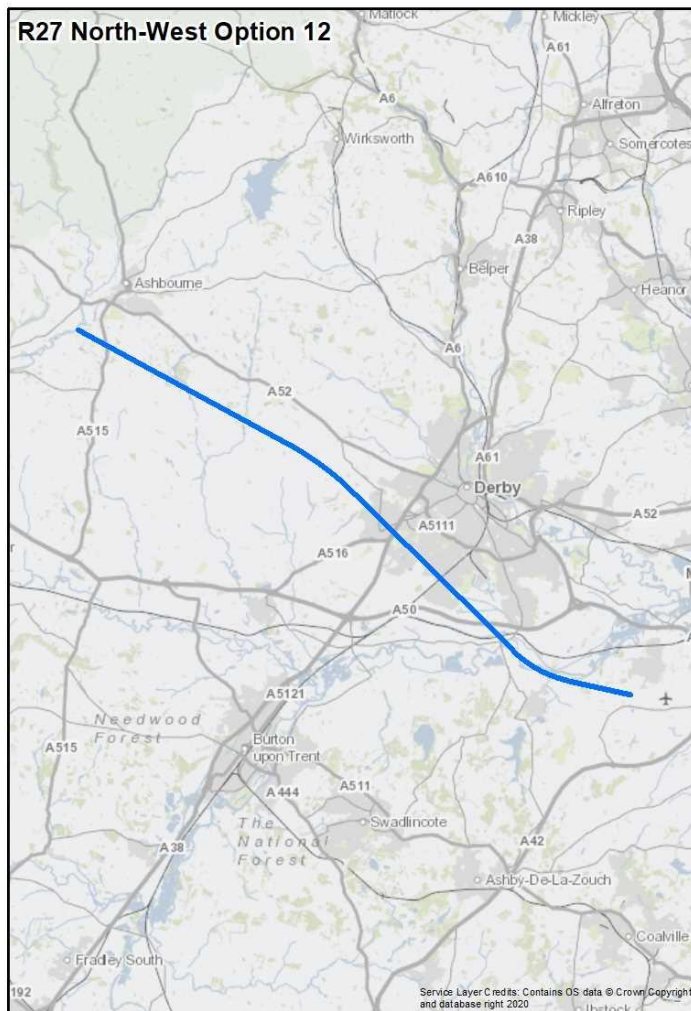 R27 North-West Option 12
Matlock
Mickley
A61
A6
Alfreton
Wirksworth
Somercotes
A610
Ripley
A38
Belper
Ashbourne
Heanor
A6
A52
A515
A61
Derby
A52
A5111
A516
A50
A5121
Needwood
Forest
Burton
upon Trent
A515
A511
A444
Swadlincote
The
National
Forest
A42
A38
Ashby-De-La-Zouch
Coalville
Fradley South
192
Service Layer Credits: Contains OS data © Crown Copyright
and database right 2020
Ibstock